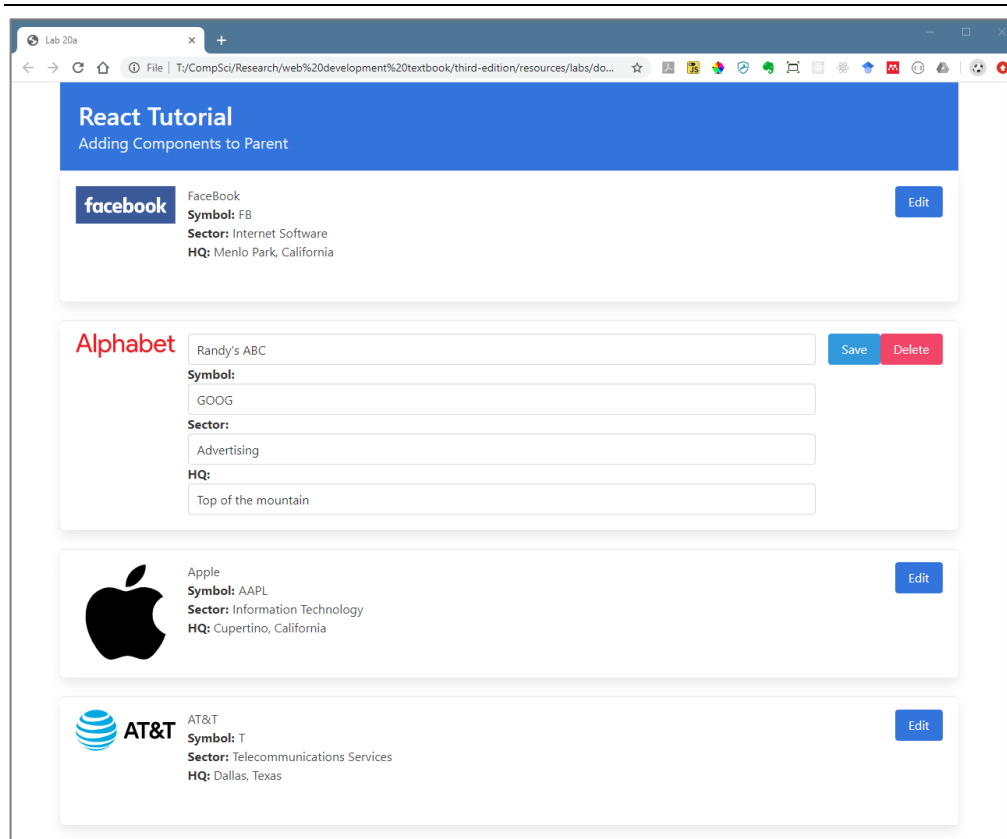 Lab 20a
File | T:/CompSci/Research/web%20development%20textbook/third-edition/resources/labs/do...
React Tutorial
Adding Components to Parent
facebook
FaceBook
Edit
Symbol: FB
Sector: Internet Software
HQ: Menlo Park, California
Alphabet
Randy's ABC
Save
Delete
Symbol:
GOOG
Sector:
Advertising
HQ:
Top of the mountain
Apple
Edit
Symbol: AAPL
Sector: Information Technology
HQ: Cupertino, California
AT&T
AT&T
Edit
Symbol: T
Sector: Telecommunications Services
HQ: Dallas, Texas